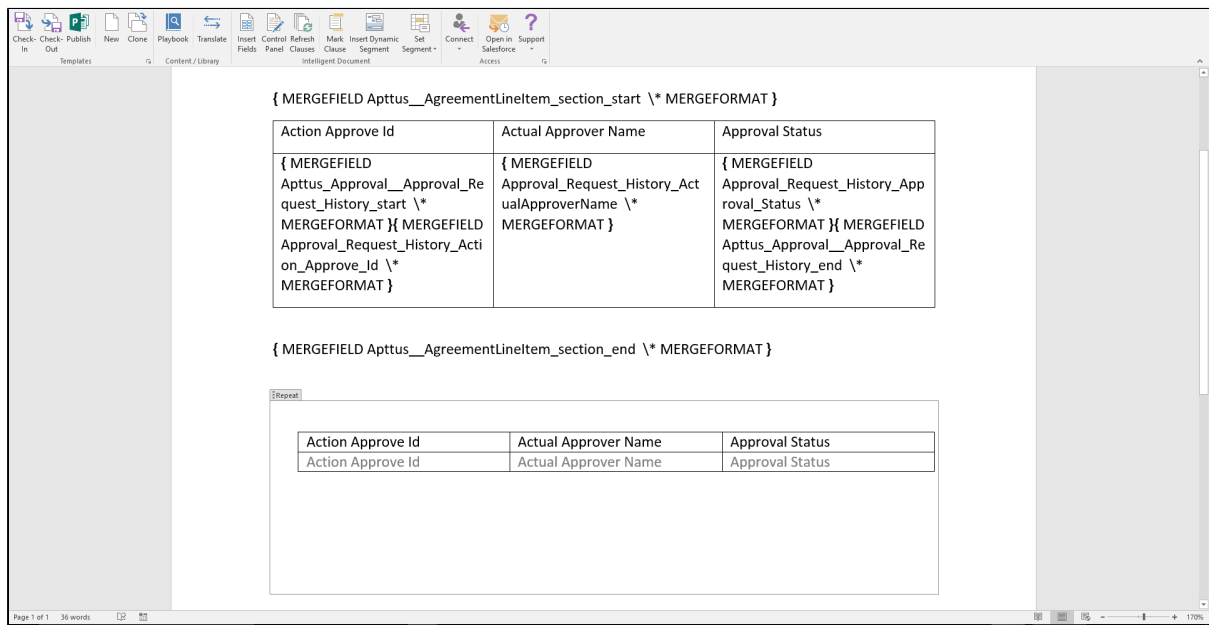 Check-In Check-Out Publish New Clone Playbook Translate Insert Fields Control Panel Refresh Clauses Mark Clause Insert Dynamic Segment Set Segment Connect Open in Salesforce Support
Templates Content / Library Intelligent Document Access
{ MERGEFIELD Apttus__AgreementLineItem_section_start \* MERGEFORMAT }
Action Approve Id Actual Approver Name Approval Status
{ MERGEFIELD
Apttus_Approval__Approval_Re
quest_History_start \*
MERGEFORMAT }{ MERGEFIELD
Approval_Request_History_Acti
on_Approve_Id \*
MERGEFORMAT }
{ MERGEFIELD
Approval_Request_History_Act
ualApproverName \*
MERGEFORMAT }
{ MERGEFIELD
Approval_Request_History_App
roval_Status \*
MERGEFORMAT }{ MERGEFIELD
Apttus_Approval__Approval_Re
quest_History_end \*
MERGEFORMAT }
{ MERGEFIELD Apttus__AgreementLineItem_section_end \* MERGEFORMAT }
Repeat
Action Approve Id Actual Approver Name Approval Status
Action Approve Id Actual Approver Name Approval Status
Page 1 of 1 36 words 170%